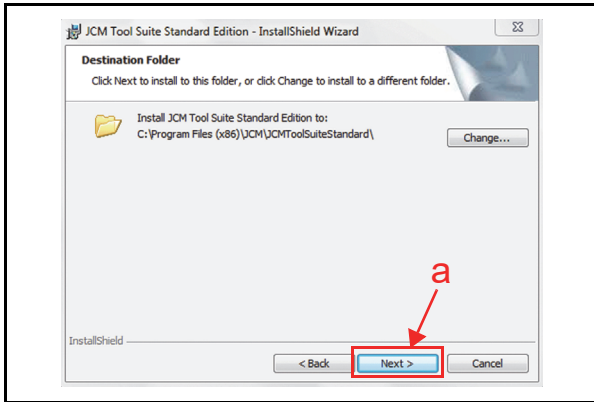 JCM Tool Suite Standard Edition - InstallShield Wizard
Destination Folder
Click Next to install to this folder, or click Change to install to a different folder.
Install JCM Tool Suite Standard Edition to:
C:\Program Files (x86)\JCM\JCMToolSuiteStandard\
Change...
a
InstallShield
< Back
Next >
Cancel